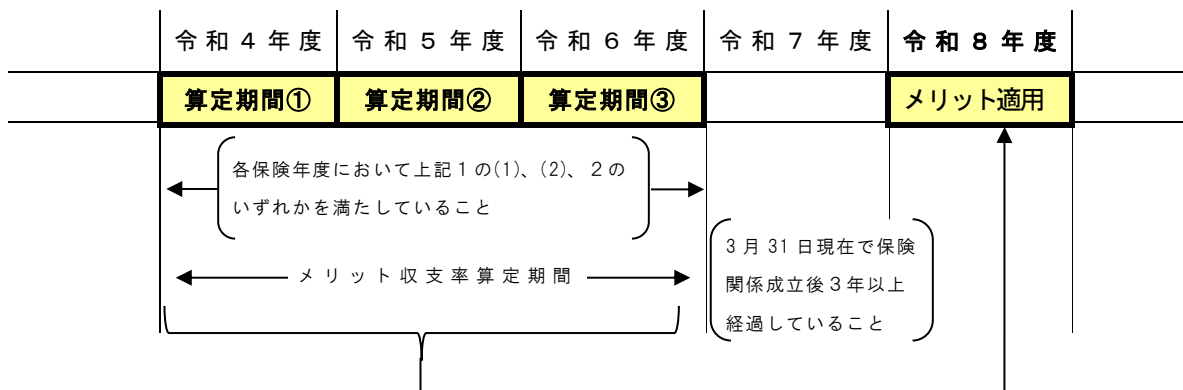 令和４年度 令和５年度 令和６年度 令和７年度 令和８年度
算定期間① 算定期間② 算定期間③ メリット適用
各保険年度において上記１の(1)、(2)、２の
いずれかを満たしていること
メリット収支率算定期間
３月31日現在で保険
関係成立後３年以上
経過していること